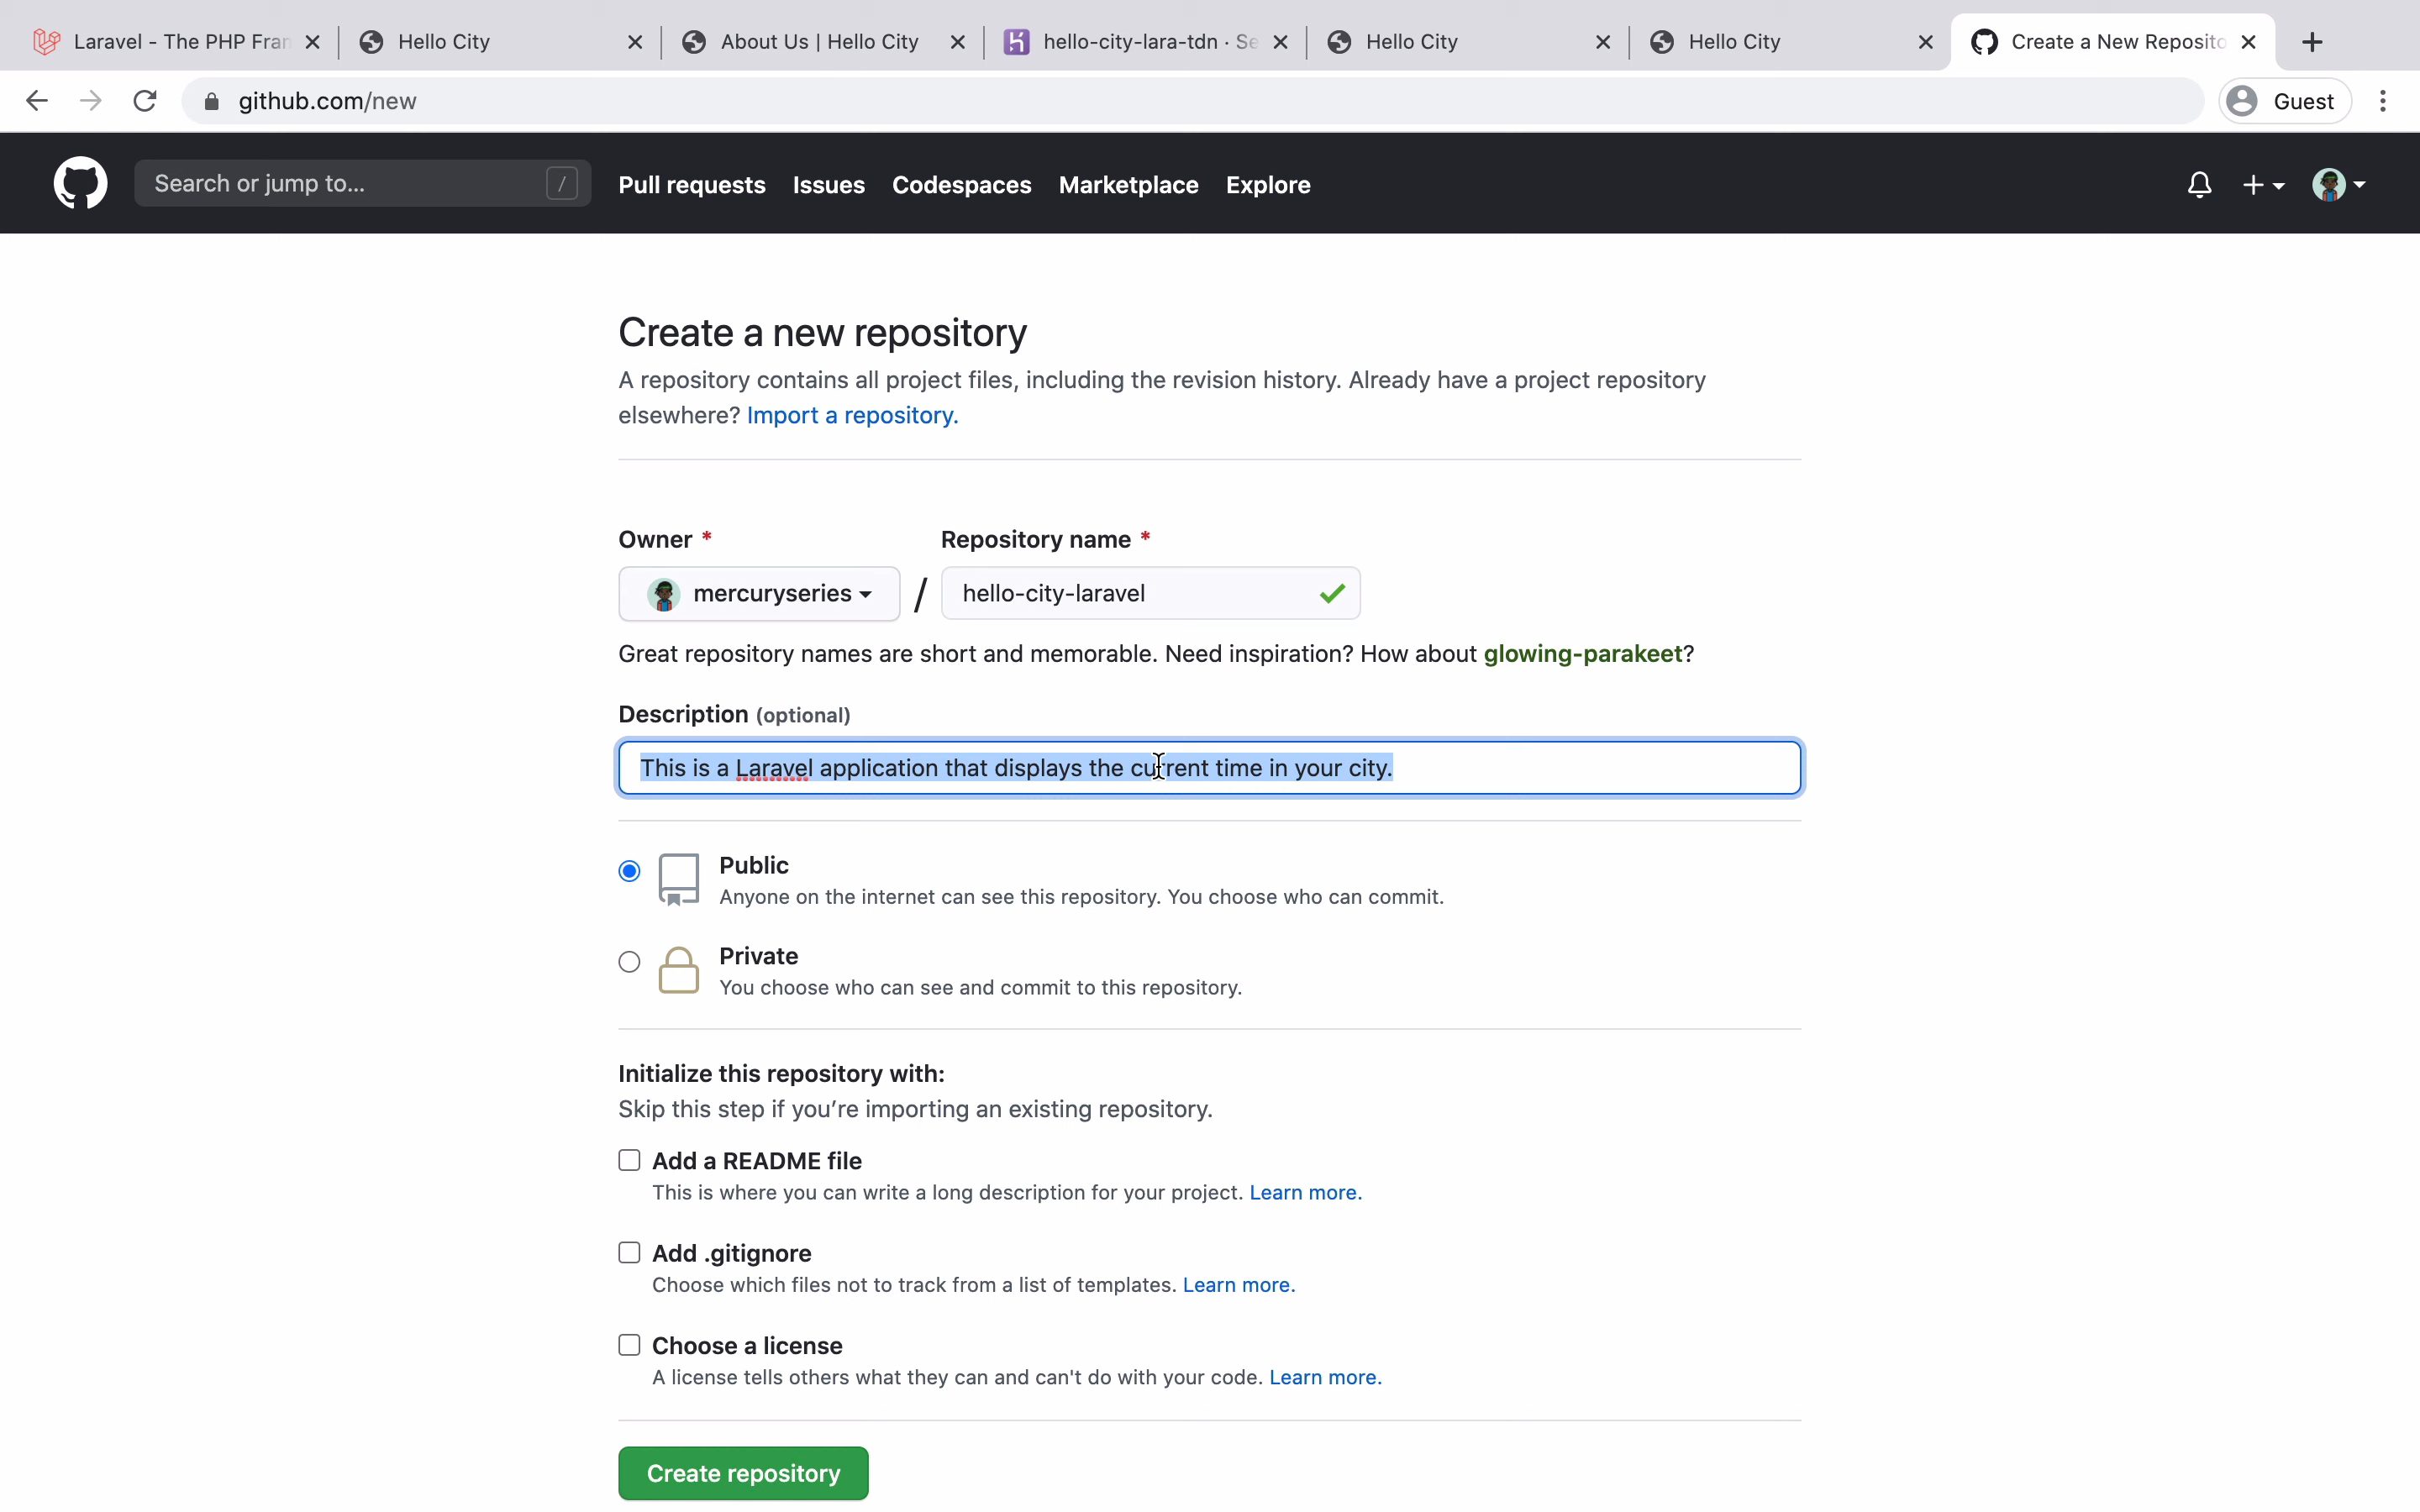 Laravel - The PHP Fran
Hello City
About Us | Hello City
hello-city-lara-tdn · Se
Hello City
Hello City
Create a New Reposito
github.com/new
Guest
Search or jump to...
/
Pull requests
Issues
Codespaces
Marketplace
Explore
Create a new repository
A repository contains all project files, including the revision history. Already have a project repository
elsewhere? Import a repository.
Owner *
Repository name *
mercuryseries
/
hello-city-laravel
Great repository names are short and memorable. Need inspiration? How about glowing-parakeet?
Description (optional)
This is a Laravel application that displays the current time in your city.
Public
Anyone on the internet can see this repository. You choose who can commit.
Private
You choose who can see and commit to this repository.
Initialize this repository with:
Skip this step if you’re importing an existing repository.
Add a README file
This is where you can write a long description for your project. Learn more.
Add .gitignore
Choose which files not to track from a list of templates. Learn more.
Choose a license
A license tells others what they can and can't do with your code. Learn more.
Create repository